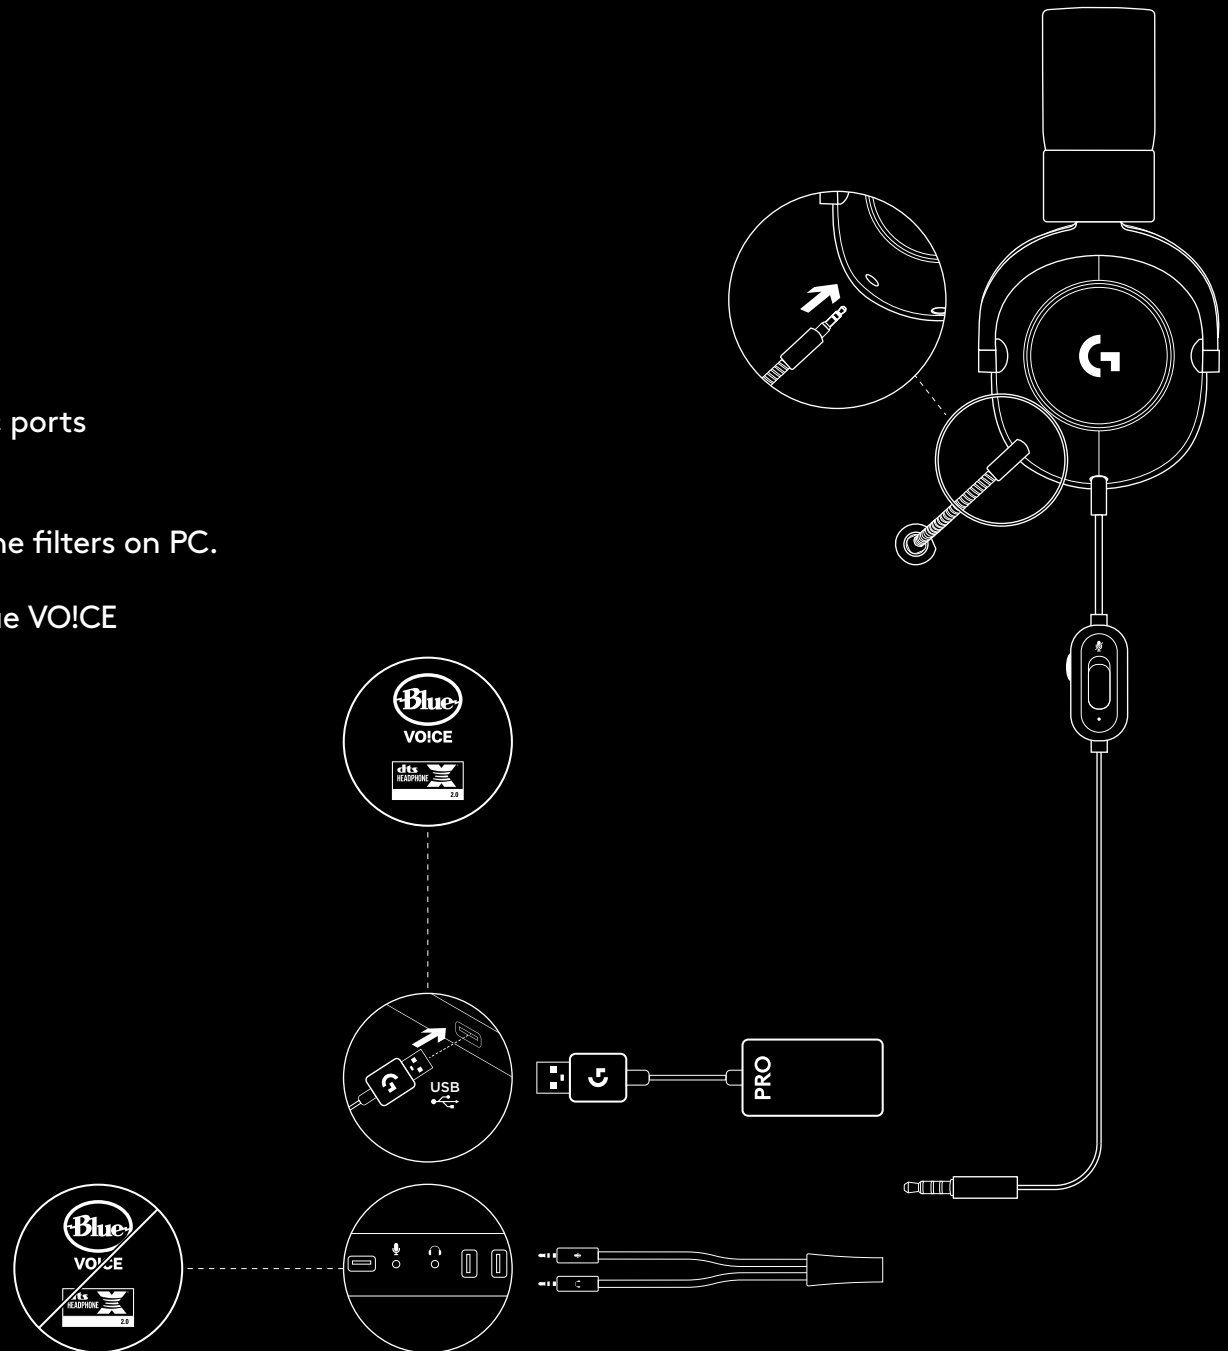 ports
ne filters on PC.
ue VO!CE
Blue
VO!CE
dts
HEADPHONE X
2.0
USB
PRO
Blue
VO!CE
dts
HEADPHONE X
2.0